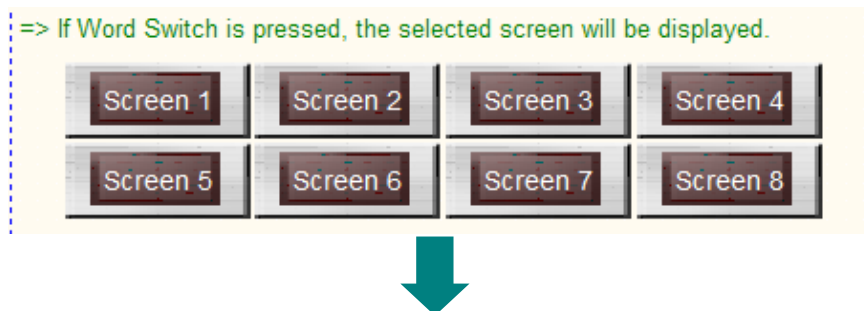 => If Word Switch is pressed, the selected screen will be displayed.
Screen 1 Screen 2 Screen 3 Screen 4
Screen 5 Screen 6 Screen 7 Screen 8